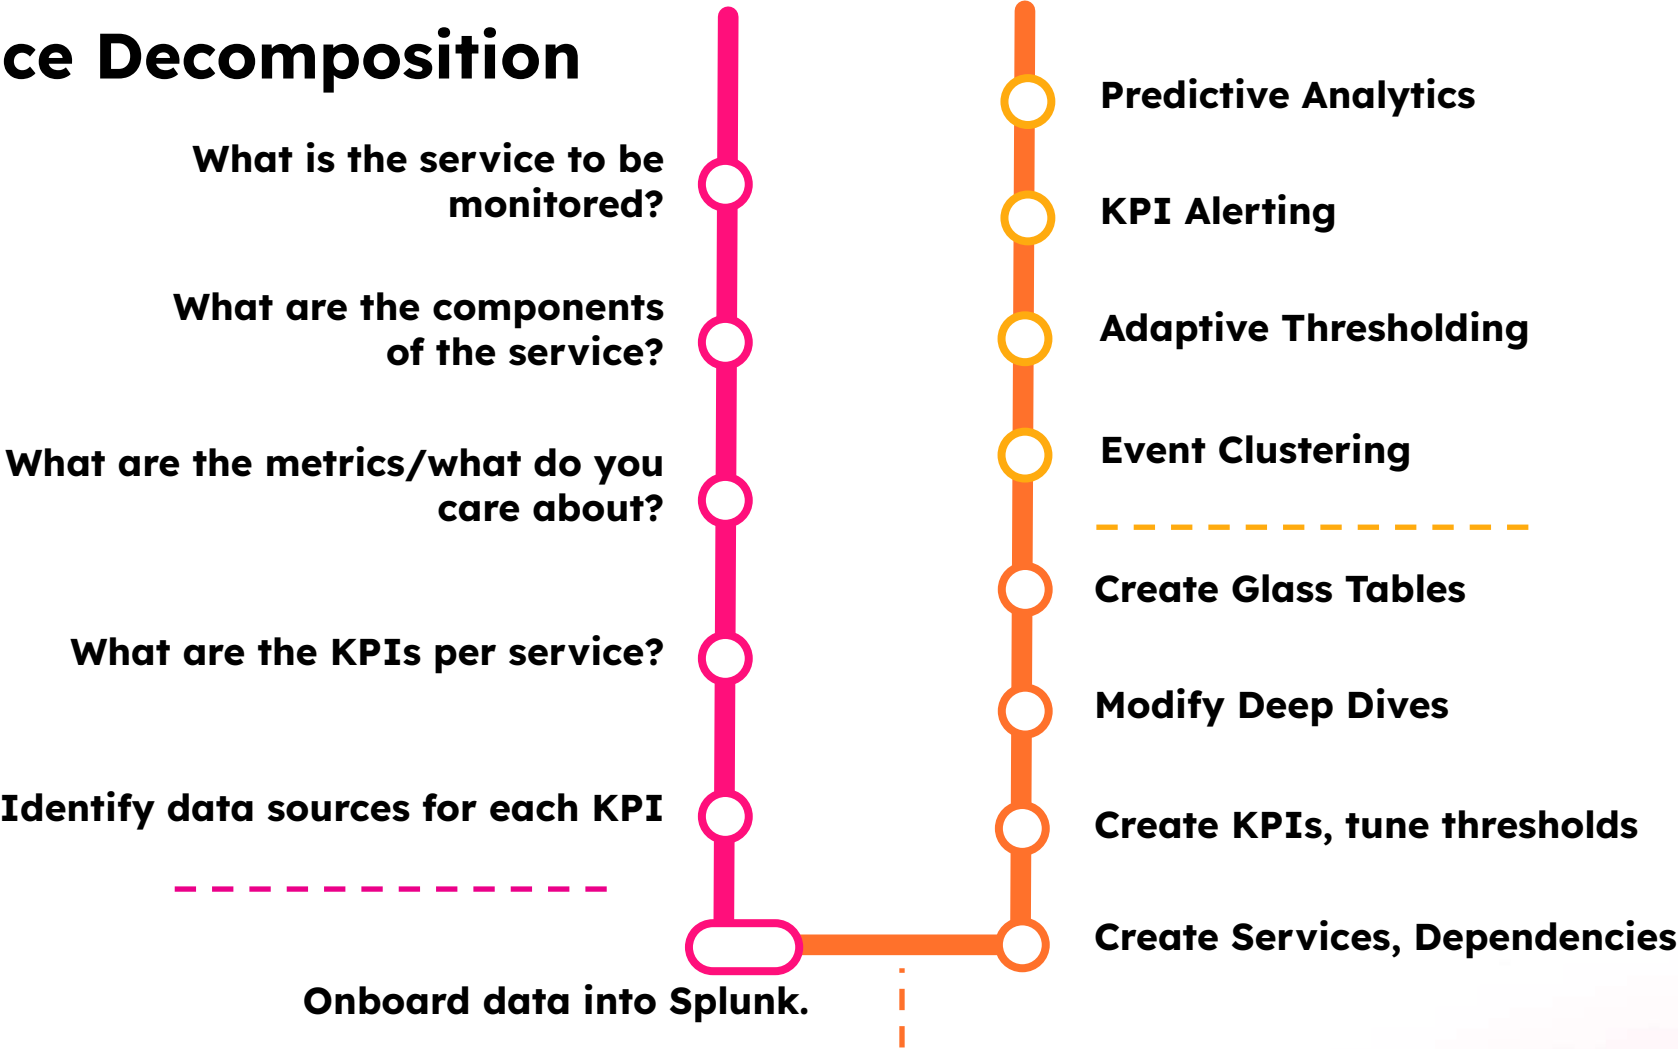 ce Decomposition
What is the service to be
monitored?
What are the components
of the service?
What are the metrics/what do you
care about?
What are the KPIs per service?
Identify data sources for each KPI
Onboard data into Splunk.
Predictive Analytics
KPI Alerting
Adaptive Thresholding
Event Clustering
Create Glass Tables
Modify Deep Dives
Create KPIs, tune thresholds
Create Services, Dependencies